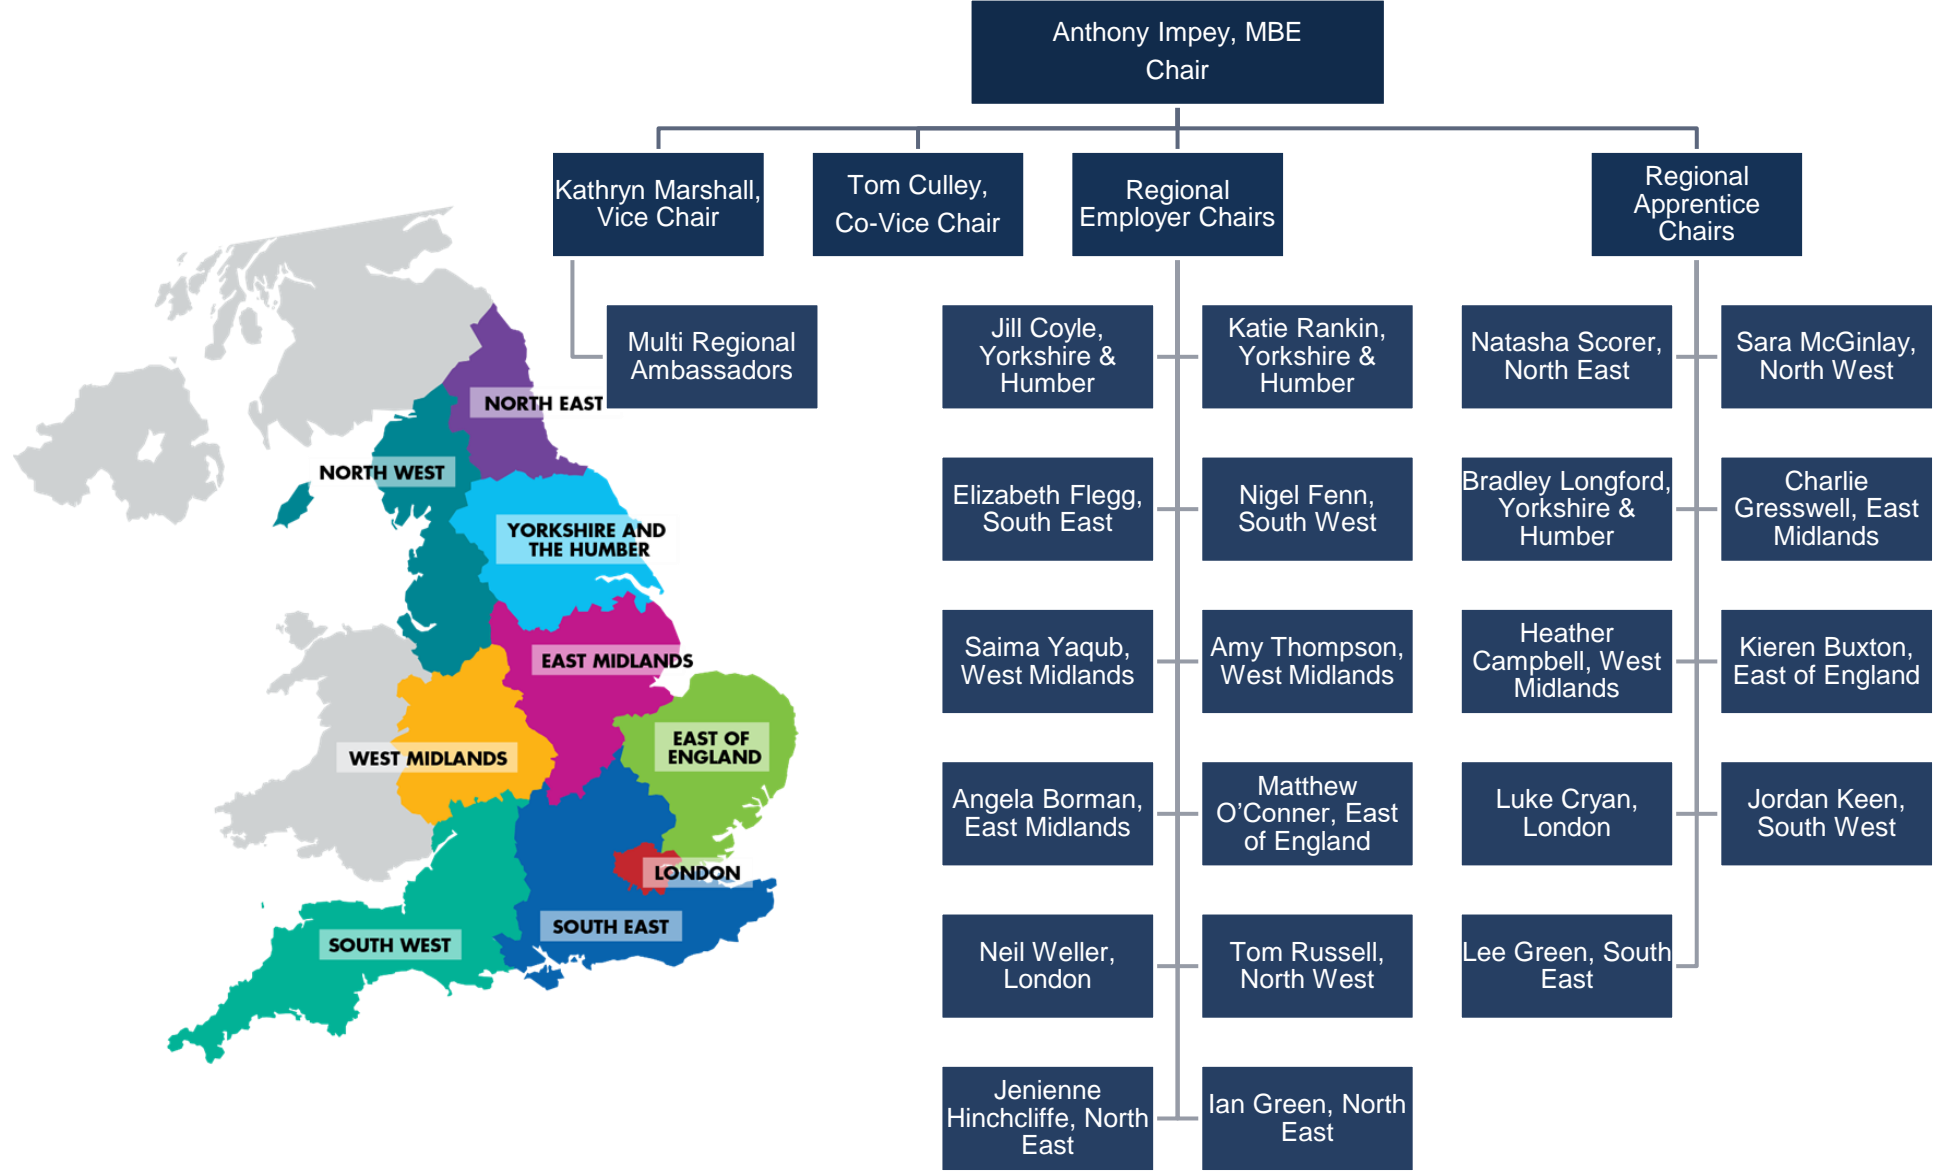 Anthony Impey, MBE
Chair
Kathryn Marshall,
Vice Chair
Tom Culley,
Co-Vice Chair
Regional
Employer Chairs
Regional
Apprentice
Chairs
Multi Regional
Ambassadors
Jill Coyle,
Yorkshire &
Humber
Katie Rankin,
Yorkshire &
Humber
Natasha Scorer,
North East
Sara McGinlay,
North West
Elizabeth Flegg,
South East
Nigel Fenn,
South West
Bradley Longford,
Yorkshire &
Humber
Charlie
Gresswell, East
Midlands
Saima Yaqub,
West Midlands
Amy Thompson,
West Midlands
Heather
Campbell, West
Midlands
Kieren Buxton,
East of England
Angela Borman,
East Midlands
Matthew
O’Conner, East
of England
Luke Cryan,
London
Jordan Keen,
South West
Neil Weller,
London
Tom Russell,
North West
Lee Green, South
East
Jenienne
Hinchcliffe, North
East
Ian Green, North
East
NORTH EAST
NORTH WEST
YORKSHIRE AND
THE HUMBER
EAST MIDLANDS
WEST MIDLANDS
EAST OF
ENGLAND
LONDON
SOUTH EAST
SOUTH WEST